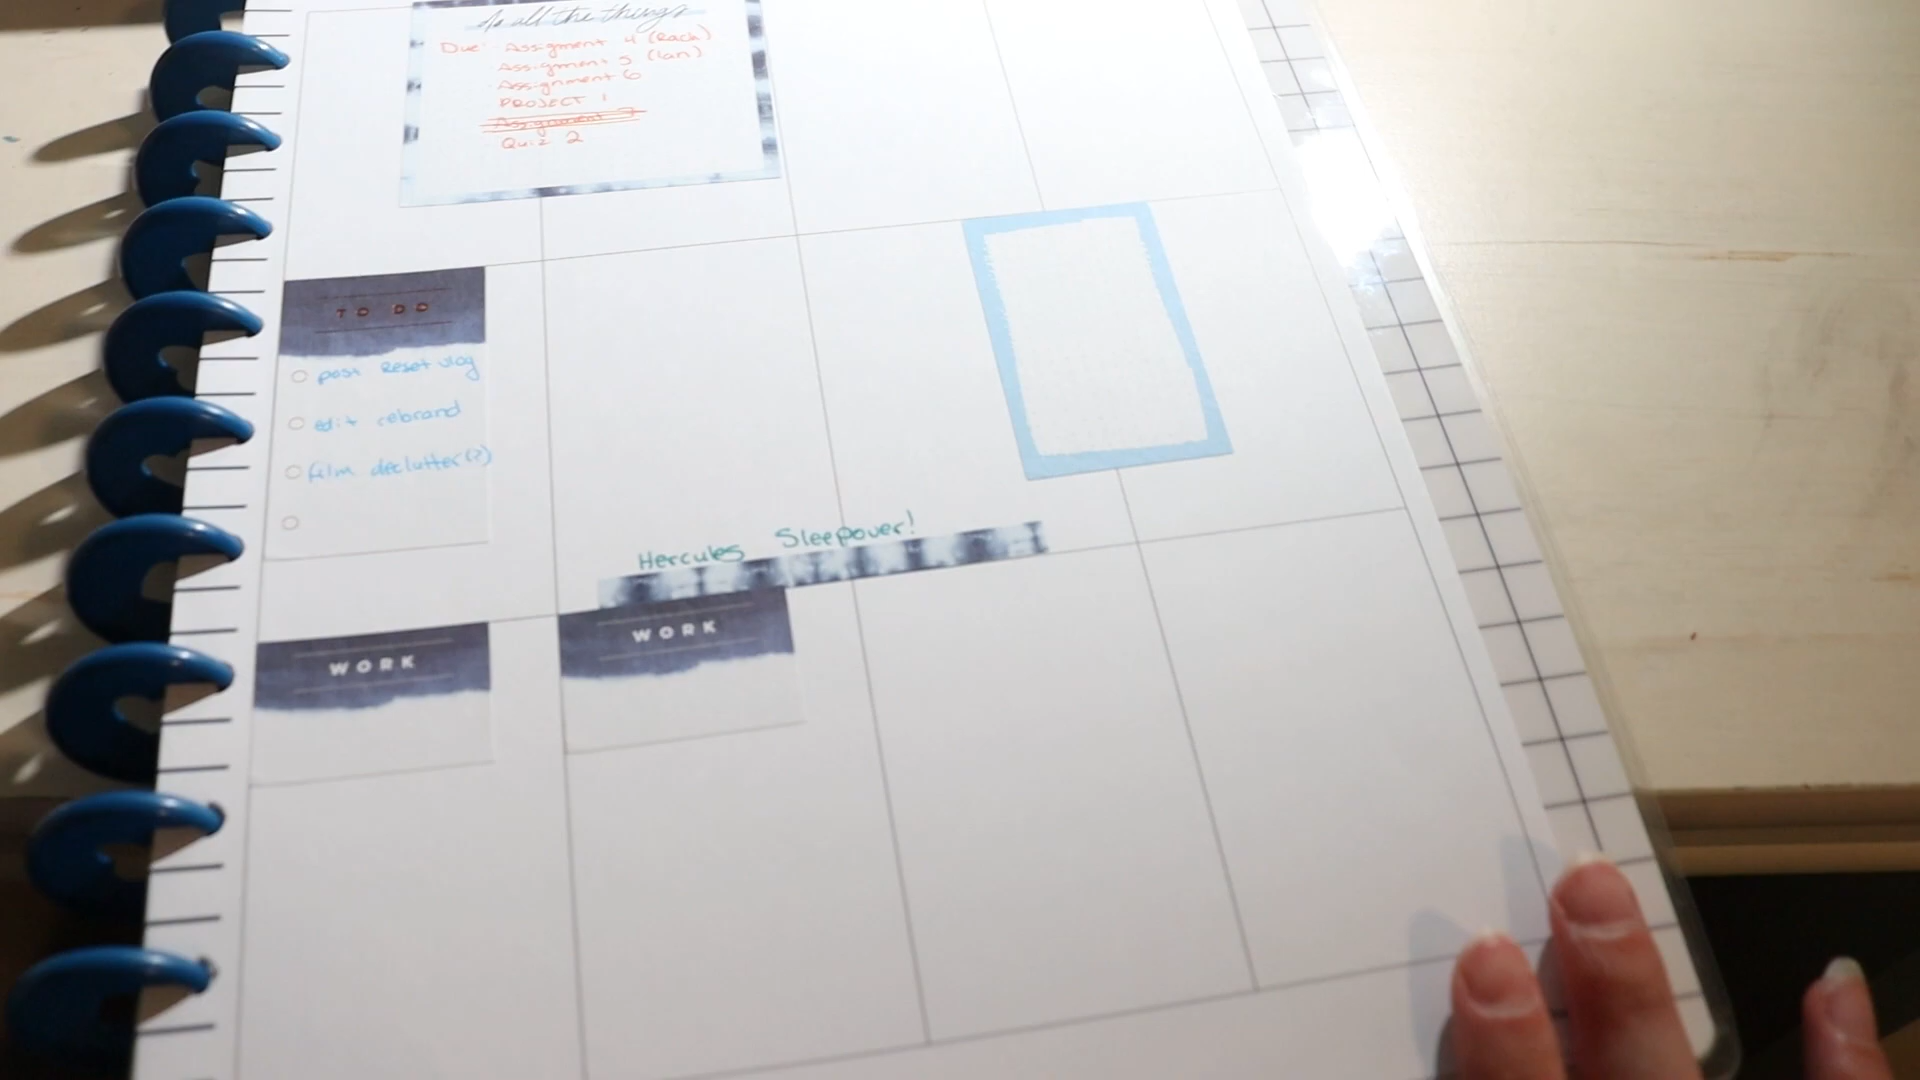 do all the things
Due: Assigment 4 (Rach)
Assignment 5 (Ian)
Assignment 6
PROJECT 1
Assignment 7
Quiz 2
TO DO
post Reset vlog
edit rebrand
film declutter(?)
Hercules Sleepover!
WORK
WORK